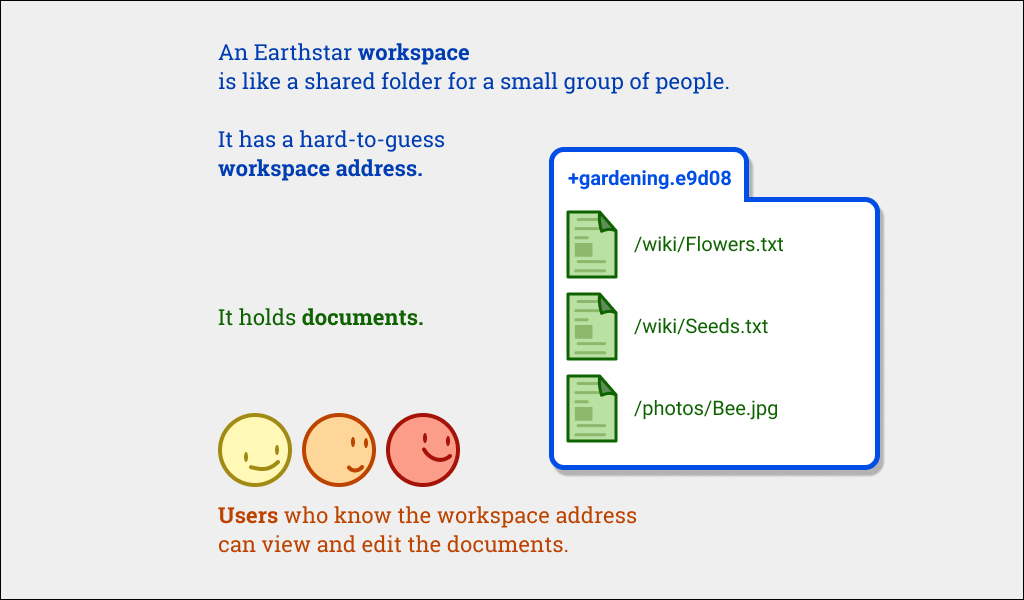 An Earthstar workspace
is like a shared folder for a small group of people.
It has a hard-to-guess
workspace address.
+gardening.e9d08
/wiki/Flowers.txt
/wiki/Seeds.txt
/photos/Bee.jpg
It holds documents.
Users who know the workspace address
can view and edit the documents.